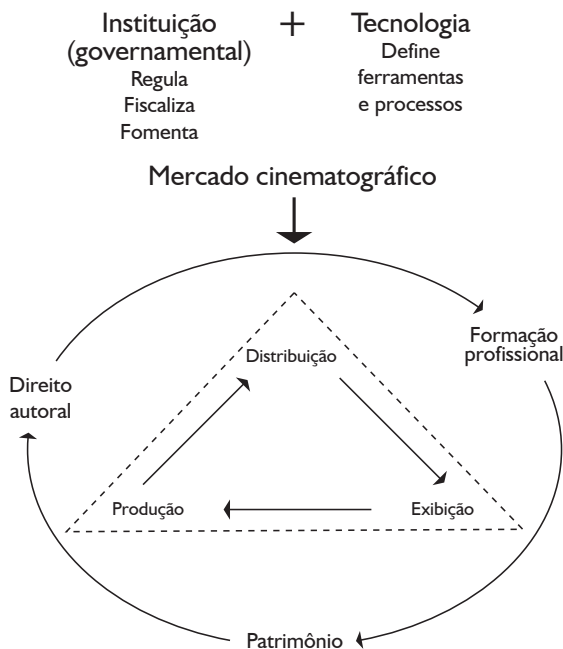 Instituição
(governamental)
Regula
Fiscaliza
Fomenta
+
Tecnologia
Define
ferramentas
e processos
Mercado cinematográfico
Distribuição
Formação
profissional
Direito
autoral
Produção
Exibição
Patrimônio